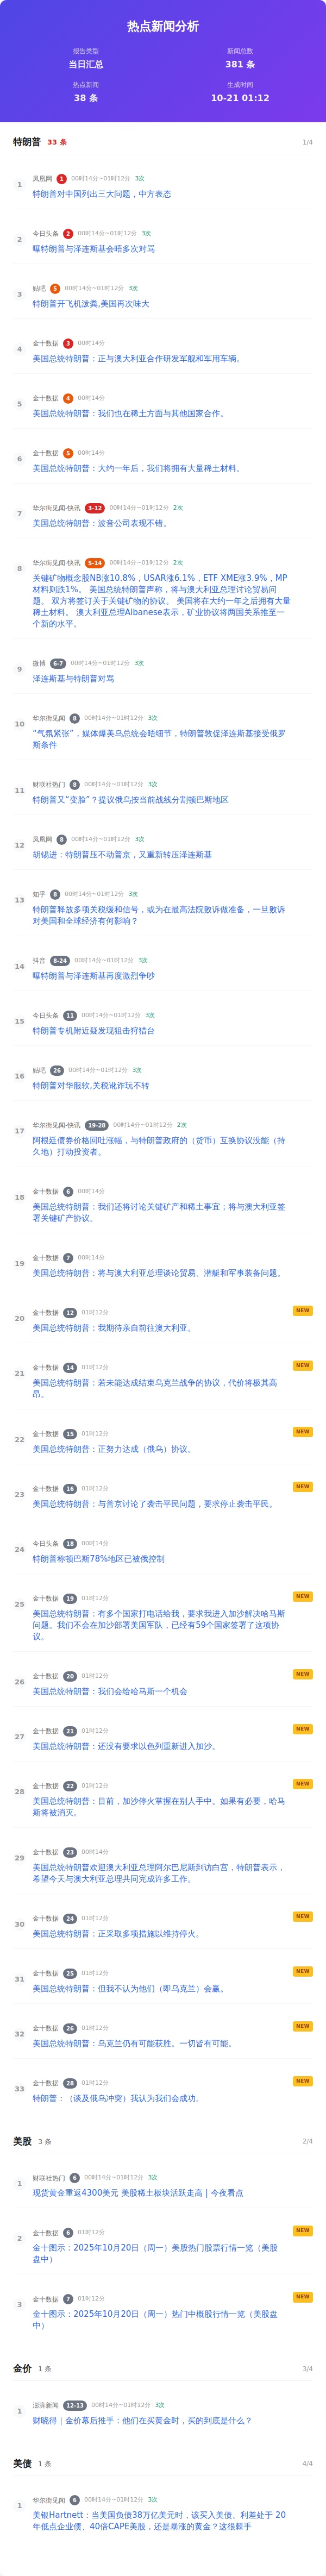 热点新闻分析
报告类型
新闻总数
当日汇总
381 条
热点新闻
生成时间
38 条
10-21 01:12
特朗普 33 条 1/4
1
凤凰网 1 00时14分~01时12分 3次
特朗普对中国列出三大问题，中方表态
2
今日头条 2 00时14分~01时12分 3次
曝特朗普与泽连斯基会晤多次对骂
3
贴吧 5 00时14分~01时12分 3次
特朗普开飞机泼粪,美国再次味大
4
金十数据 3 00时14分
美国总统特朗普：正与澳大利亚合作研发军舰和军用车辆。
5
金十数据 4 00时14分
美国总统特朗普：我们也在稀土方面与其他国家合作。
6
金十数据 5 00时14分
美国总统特朗普：大约一年后，我们将拥有大量稀土材料。
7
华尔街见闻-快讯 3-12 00时14分~01时12分 2次
美国总统特朗普：波音公司表现不错。
8
华尔街见闻-快讯 5-14 00时14分~01时12分 2次
关键矿物概念股NB涨10.8%，USAR涨6.1%，ETF XME涨3.9%，MP
材料则跌1%。 美国总统特朗普声称，将与澳大利亚总理讨论贸易问
题。 双方将签订关于关键矿物的协议。 美国将在大约一年之后拥有大量
稀土材料。 澳大利亚总理Albanese表示，矿业协议将两国关系推至一
个新的水平。
9
微博 6-7 00时14分~01时12分 3次
泽连斯基与特朗普对骂
10
华尔街见闻 8 00时14分~01时12分 3次
“气氛紧张”，媒体爆美乌总统会晤细节，特朗普敦促泽连斯基接受俄罗
斯条件
11
财联社热门 8 00时14分~01时12分 3次
特朗普又“变脸”？提议俄乌按当前战线分割顿巴斯地区
12
凤凰网 8 00时14分~01时12分 3次
胡锡进：特朗普压不动普京，又重新转压泽连斯基
13
知乎 8 00时14分~01时12分 3次
特朗普释放多项关税缓和信号，或为在最高法院败诉做准备，一旦败诉
对美国和全球经济有何影响？
14
抖音 8-24 00时14分~01时12分 3次
曝特朗普与泽连斯基再度激烈争吵
15
今日头条 11 00时14分~01时12分 3次
特朗普专机附近疑发现狙击狩猎台
16
贴吧 26 00时14分~01时12分 3次
特朗普对华服软,关税讹诈玩不转
17
华尔街见闻-快讯 19-28 00时14分~01时12分 2次
阿根廷债券价格回吐涨幅，与特朗普政府的（货币）互换协议没能（持
久地）打动投资者。
18
金十数据 6 00时14分
美国总统特朗普：我们还将讨论关键矿产和稀土事宜；将与澳大利亚签
署关键矿产协议。
19
金十数据 7 00时14分
美国总统特朗普：将与澳大利亚总理谈论贸易、潜艇和军事装备问题。
20
金十数据 12 01时12分 NEW
美国总统特朗普：我期待亲自前往澳大利亚。
21
金十数据 14 01时12分 NEW
美国总统特朗普：若未能达成结束乌克兰战争的协议，代价将极其高
昂。
22
金十数据 15 01时12分 NEW
美国总统特朗普：正努力达成（俄乌）协议。
23
金十数据 16 01时12分 NEW
美国总统特朗普：与普京讨论了袭击平民问题，要求停止袭击平民。
24
今日头条 18 00时14分
特朗普称顿巴斯78%地区已被俄控制
25
金十数据 19 01时12分 NEW
美国总统特朗普：有多个国家打电话给我，要求我进入加沙解决哈马斯
问题。我们不会在加沙部署美国军队，已经有59个国家签署了这项协
议。
26
金十数据 20 01时12分 NEW
美国总统特朗普：我们会给哈马斯一个机会
27
金十数据 21 01时12分 NEW
美国总统特朗普：还没有要求以色列重新进入加沙。
28
金十数据 22 01时12分 NEW
美国总统特朗普：目前，加沙停火掌握在别人手中。如果有必要，哈马
斯将被消灭。
29
金十数据 23 00时14分
美国总统特朗普欢迎澳大利亚总理阿尔巴尼斯到访白宫，特朗普表示，
希望今天与澳大利亚总理共同完成许多工作。
30
金十数据 24 01时12分 NEW
美国总统特朗普：正采取多项措施以维持停火。
31
金十数据 25 01时12分 NEW
美国总统特朗普：但我不认为他们（即乌克兰）会赢。
32
金十数据 26 01时12分 NEW
美国总统特朗普：乌克兰仍有可能获胜。一切皆有可能。
33
金十数据 28 01时12分 NEW
特朗普：（谈及俄乌冲突）我认为我们会成功。
美股 3 条 2/4
1
财联社热门 6 00时14分~01时12分 3次
现货黄金重返4300美元 美股稀土板块活跃走高 | 今夜看点
2
金十数据 6 01时12分 NEW
金十图示：2025年10月20日（周一）美股热门股票行情一览（美股
盘中）
3
金十数据 7 01时12分 NEW
金十图示：2025年10月20日（周一）热门中概股行情一览（美股盘
中）
金价 1 条 3/4
1
澎湃新闻 12-13 00时14分~01时12分 3次
财晓得｜金价幕后推手：他们在买黄金时，买的到底是什么？
美债 1 条 4/4
1
华尔街见闻 6 00时14分~01时12分 3次
美银Hartnett：当美国负债38万亿美元时，该买入美债、利差处于 20
年低点企业债、40倍CAPE美股，还是暴涨的黄金？这很棘手